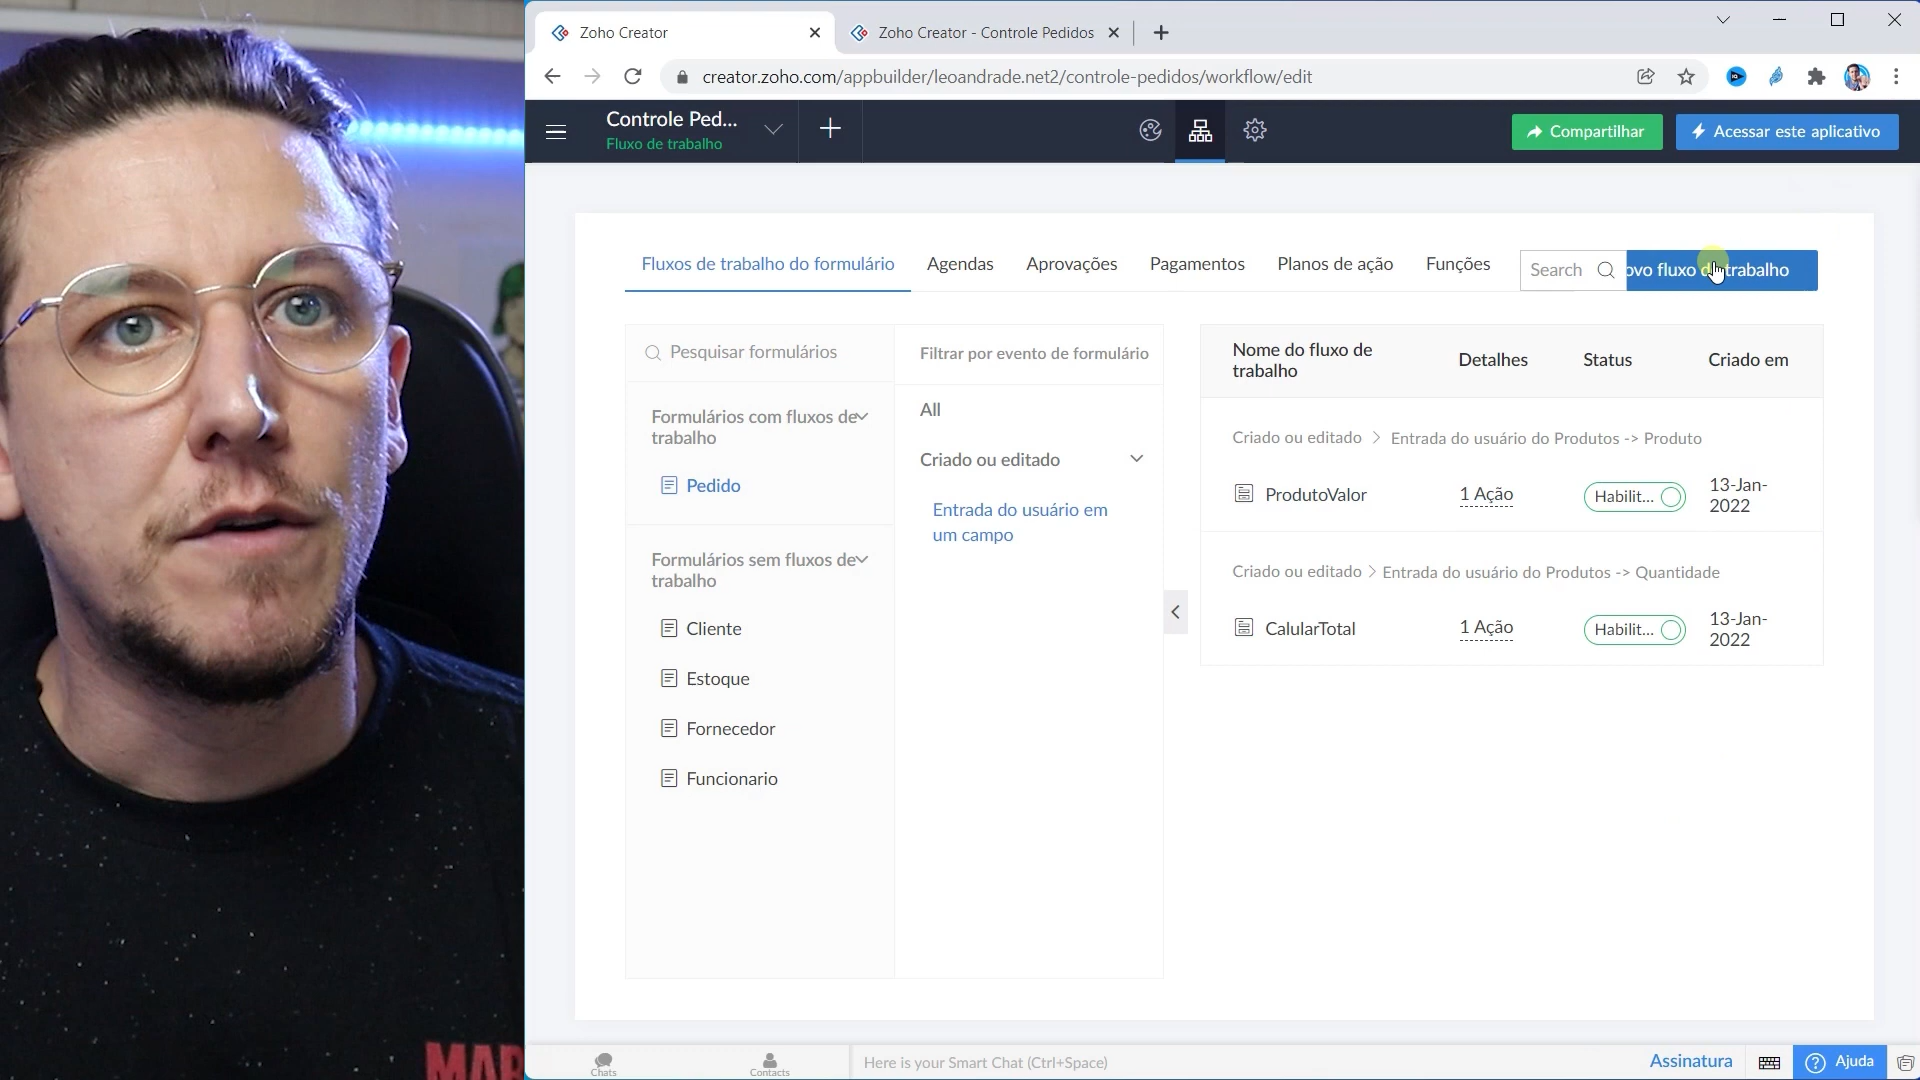 Zoho Creator
Zoho Creator - Controle Pedidos
creator.zoho.com/appbuilder/leoandrade.net2/controle-pedidos/workflow/edit
Controle Ped...
Fluxo de trabalho
Compartilhar
Acessar este aplicativo
Fluxos de trabalho do formulário
Agendas
Aprovações
Pagamentos
Planos de ação
Funções
Search
ovo fluxo trabalho
Pesquisar formulários
Formulários com fluxos de
trabalho
Pedido
Formulários sem fluxos de
trabalho
Cliente
Estoque
Fornecedor
Funcionario
Filtrar por evento de formulário
All
Criado ou editado
Entrada do usuário em
um campo
Nome do fluxo de
trabalho
Detalhes
Status
Criado em
Criado ou editado > Entrada do usuário do Produtos -> Produto
ProdutoValor
1 Ação
Habilit...
13-Jan-
2022
Criado ou editado > Entrada do usuário do Produtos -> Quantidade
CalularTotal
1 Ação
Habilit...
13-Jan-
2022
Chats
Contacts
Here is your Smart Chat (Ctrl+Space)
Assinatura
Ajuda
MAR